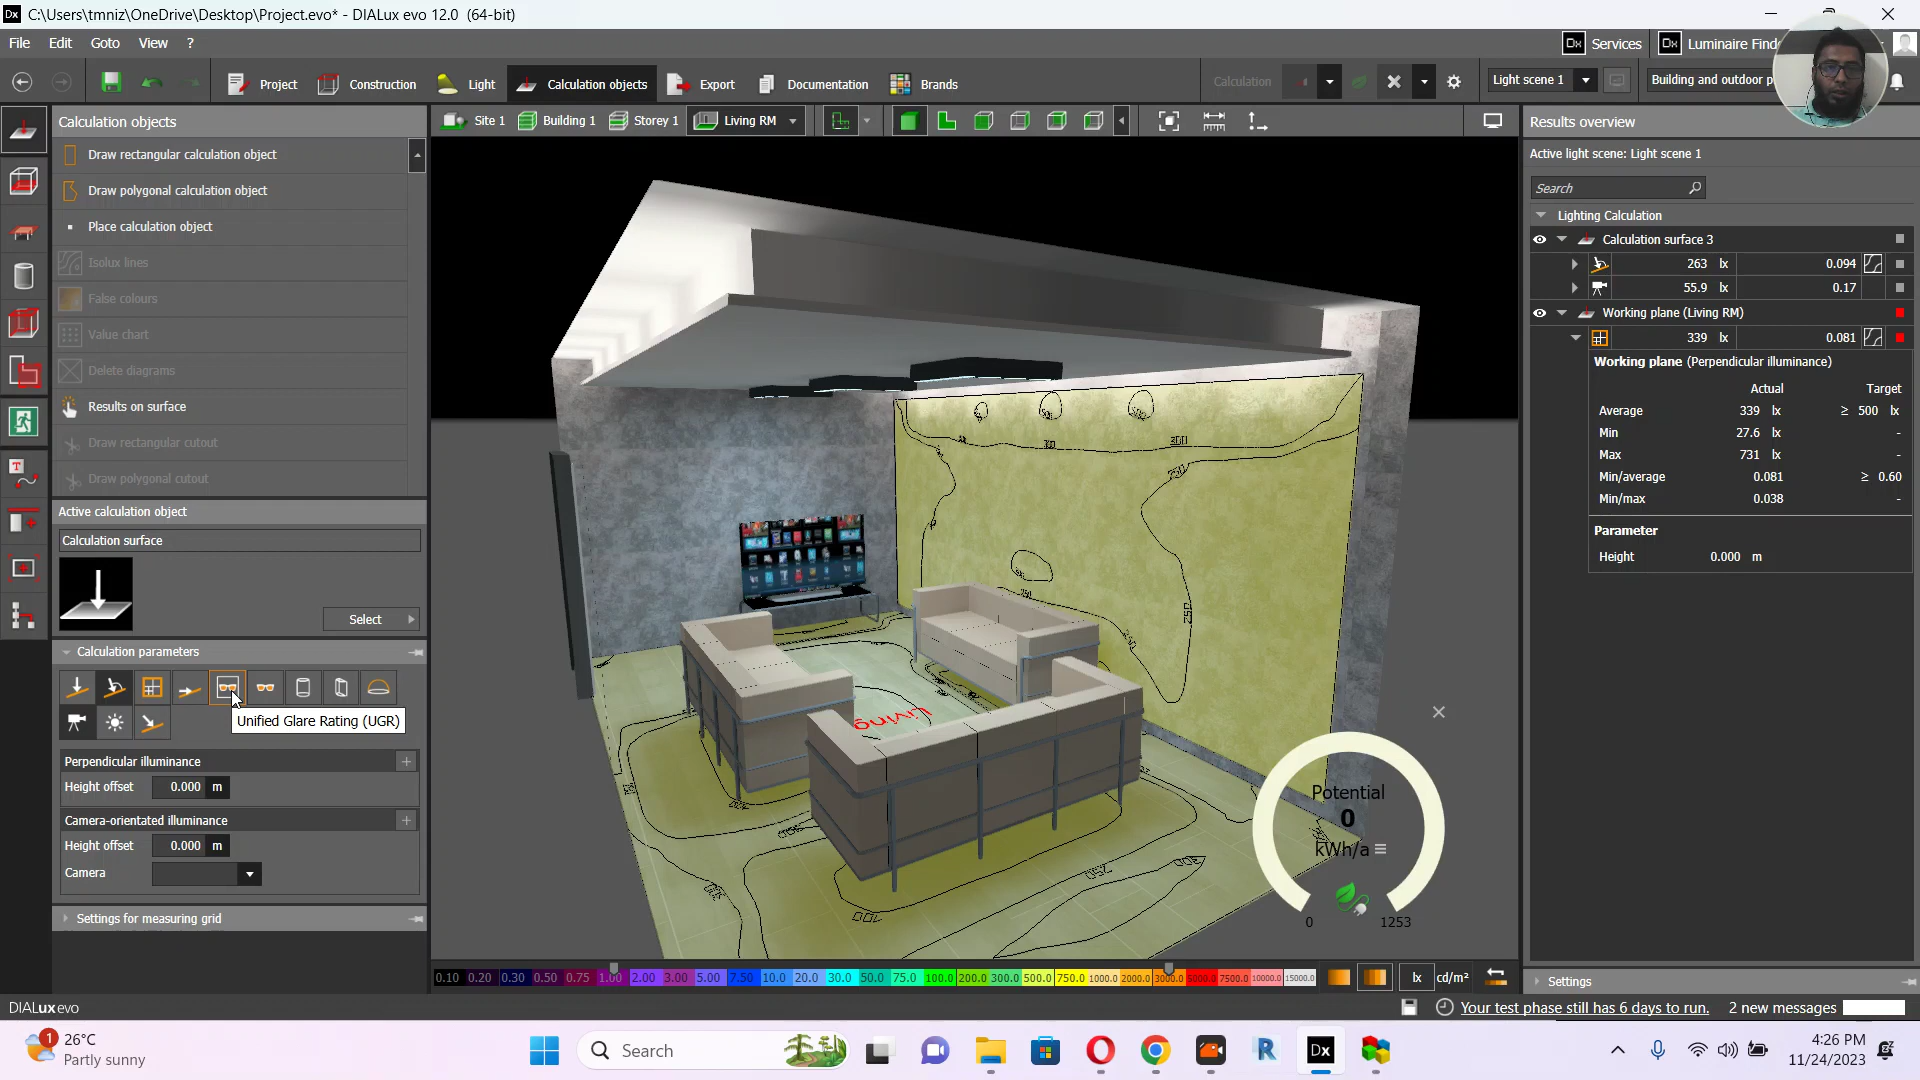 C:\Users\tmniz\OneDrive\Desktop\Project.evo* - DIALux evo 12.0 (64-bit)
File Edit Goto View ?
Services Luminaire Find
Project Construction Light Calculation objects Export Documentation Brands
Calculation Light scene 1 Building and outdoor p
Calculation objects
Site 1 Building 1 Storey 1 Living RM
Draw rectangular calculation object
Draw polygonal calculation object
Place calculation object
Isolux lines
False colours
Value chart
Delete diagrams
Results on surface
Draw rectangular cutout
Draw polygonal cutout
Active calculation object
Calculation surface
Select
Calculation parameters
Unified Glare Rating (UGR)
Perpendicular illuminance
Height offset 0.000 m
Camera-orientated illuminance
Height offset 0.000 m
Camera
Settings for measuring grid
300
250
250
250
300
100
Living
Potential
0
kWh/a
0 1253
0.10 0.20 0.30 0.50 0.75 1.00 2.00 3.00 5.00 7.50 10.0 20.0 30.0 50.0 75.0 100.0 200.0 300.0 500.0 750.0 1000.0 2000.0 3000.0 5000.0 7500.0 10000.0 15000.0 lx cd/m²
Results overview
Active light scene: Light scene 1
Search
Lighting Calculation
Calculation surface 3
263 lx 0.094
55.9 lx 0.17
Working plane (Living RM)
339 lx 0.081
Working plane (Perpendicular illuminance)
Actual Target
Average 339 lx ≥ 500 lx
Min 27.6 lx -
Max 731 lx -
Min/average 0.081 ≥ 0.60
Min/max 0.038 -
Parameter
Height 0.000 m
Settings
DIALux evo
Your test phase still has 6 days to run. 2 new messages
1
26°C
Partly sunny
Search
Dx
4:26 PM
11/24/2023